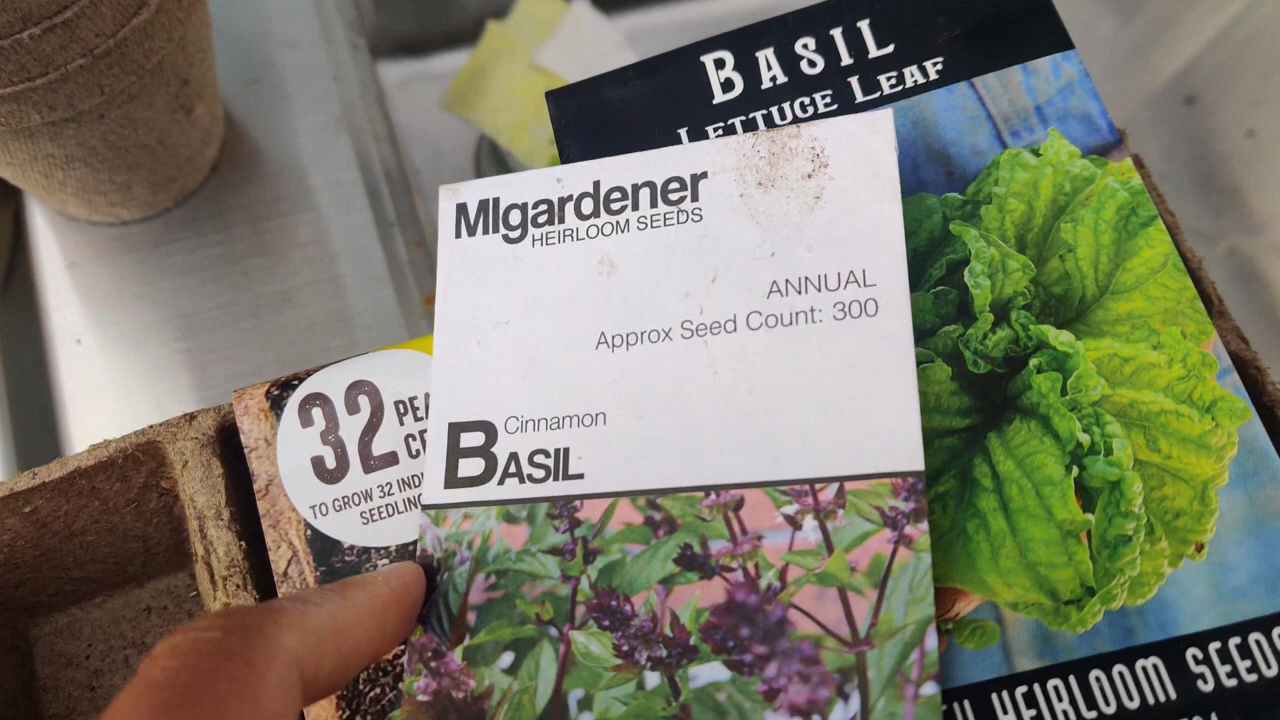 BASIL
LETTUCE LEAF
MIgardener
HEIRLOOM SEEDS
ANNUAL
Approx Seed Count: 300
Cinnamon
BASIL
32
TO GROW 32
HEIRLOOM SEEDS